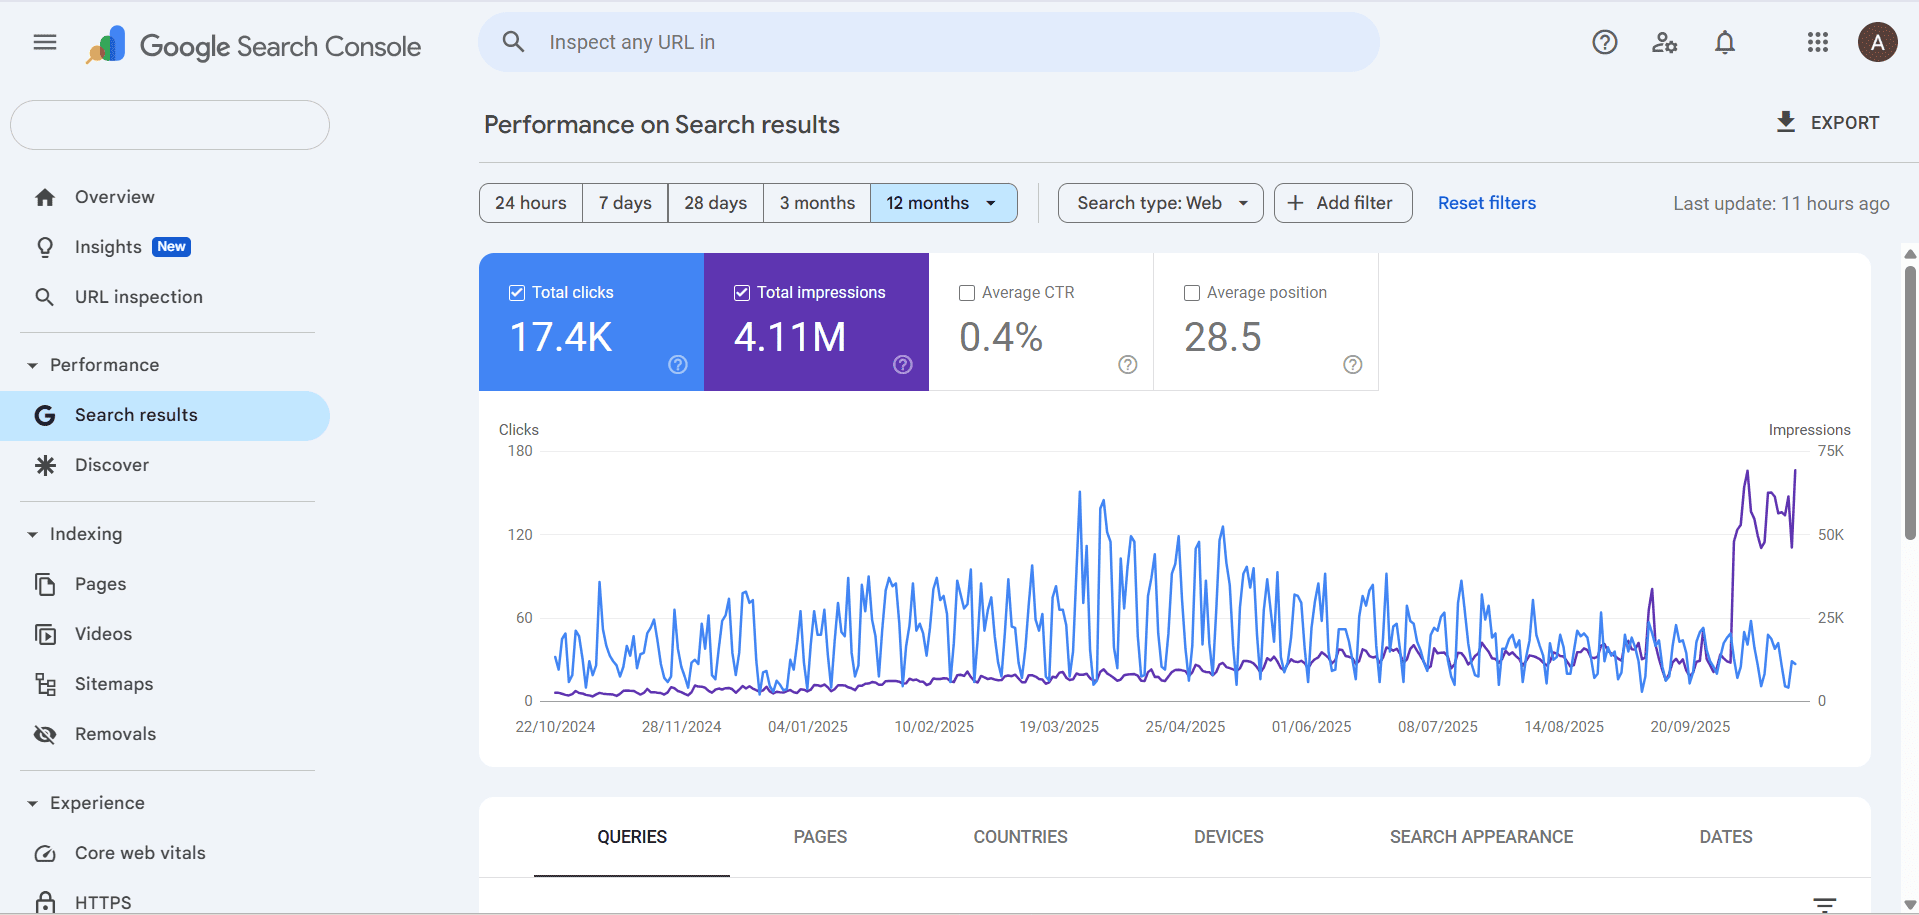 Google Search Console
Inspect any URL in
A
Performance on Search results
EXPORT
24 hours 7 days 28 days 3 months 12 months Search type: Web Add filter Reset filters Last update: 11 hours ago
Overview
Insights New
URL inspection
Performance
Search results
Discover
Indexing
Pages
Videos
Sitemaps
Removals
Experience
Core web vitals
HTTPS
Total clicks
17.4K
Total impressions
4.11M
Average CTR
0.4%
Average position
28.5
Clicks Impressions
180 75K
120 50K
60 25K
0 0
22/10/2024 28/11/2024 04/01/2025 10/02/2025 19/03/2025 25/04/2025 01/06/2025 08/07/2025 14/08/2025 20/09/2025
QUERIES PAGES COUNTRIES DEVICES SEARCH APPEARANCE DATES